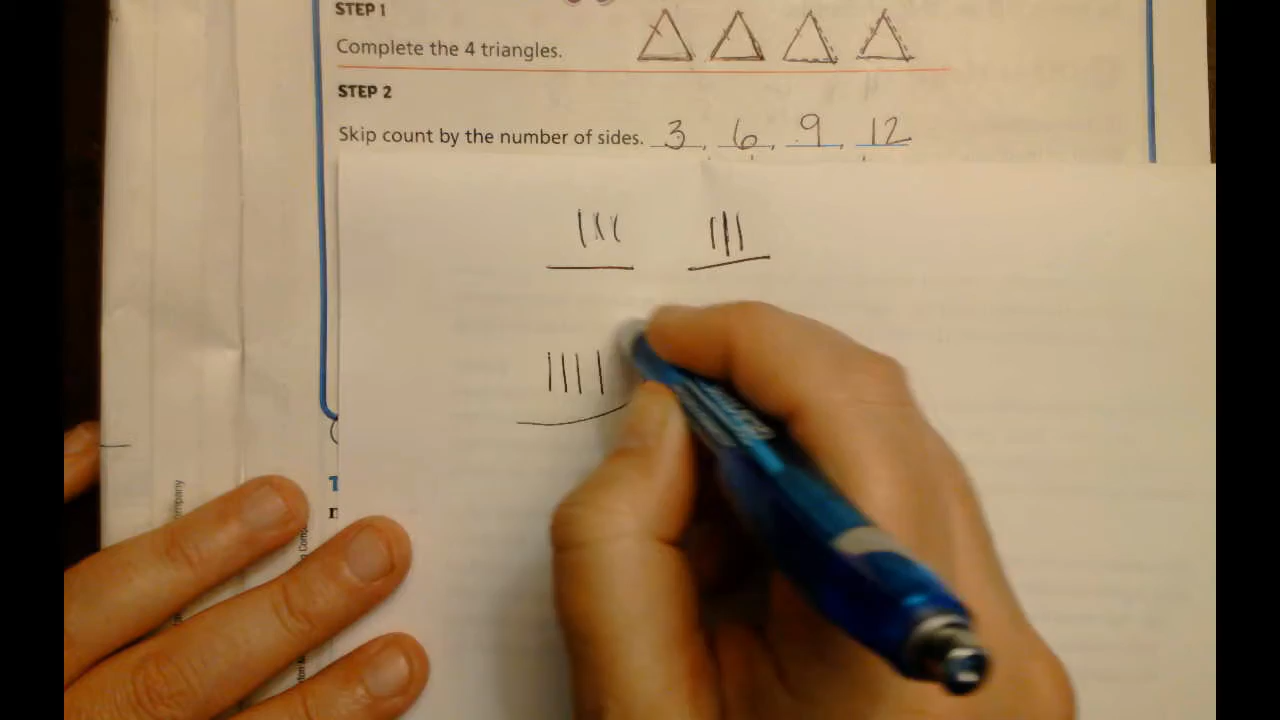 STEP 1
Complete the 4 triangles.
STEP 2
Skip count by the number of sides. 3, 6, 9, 12